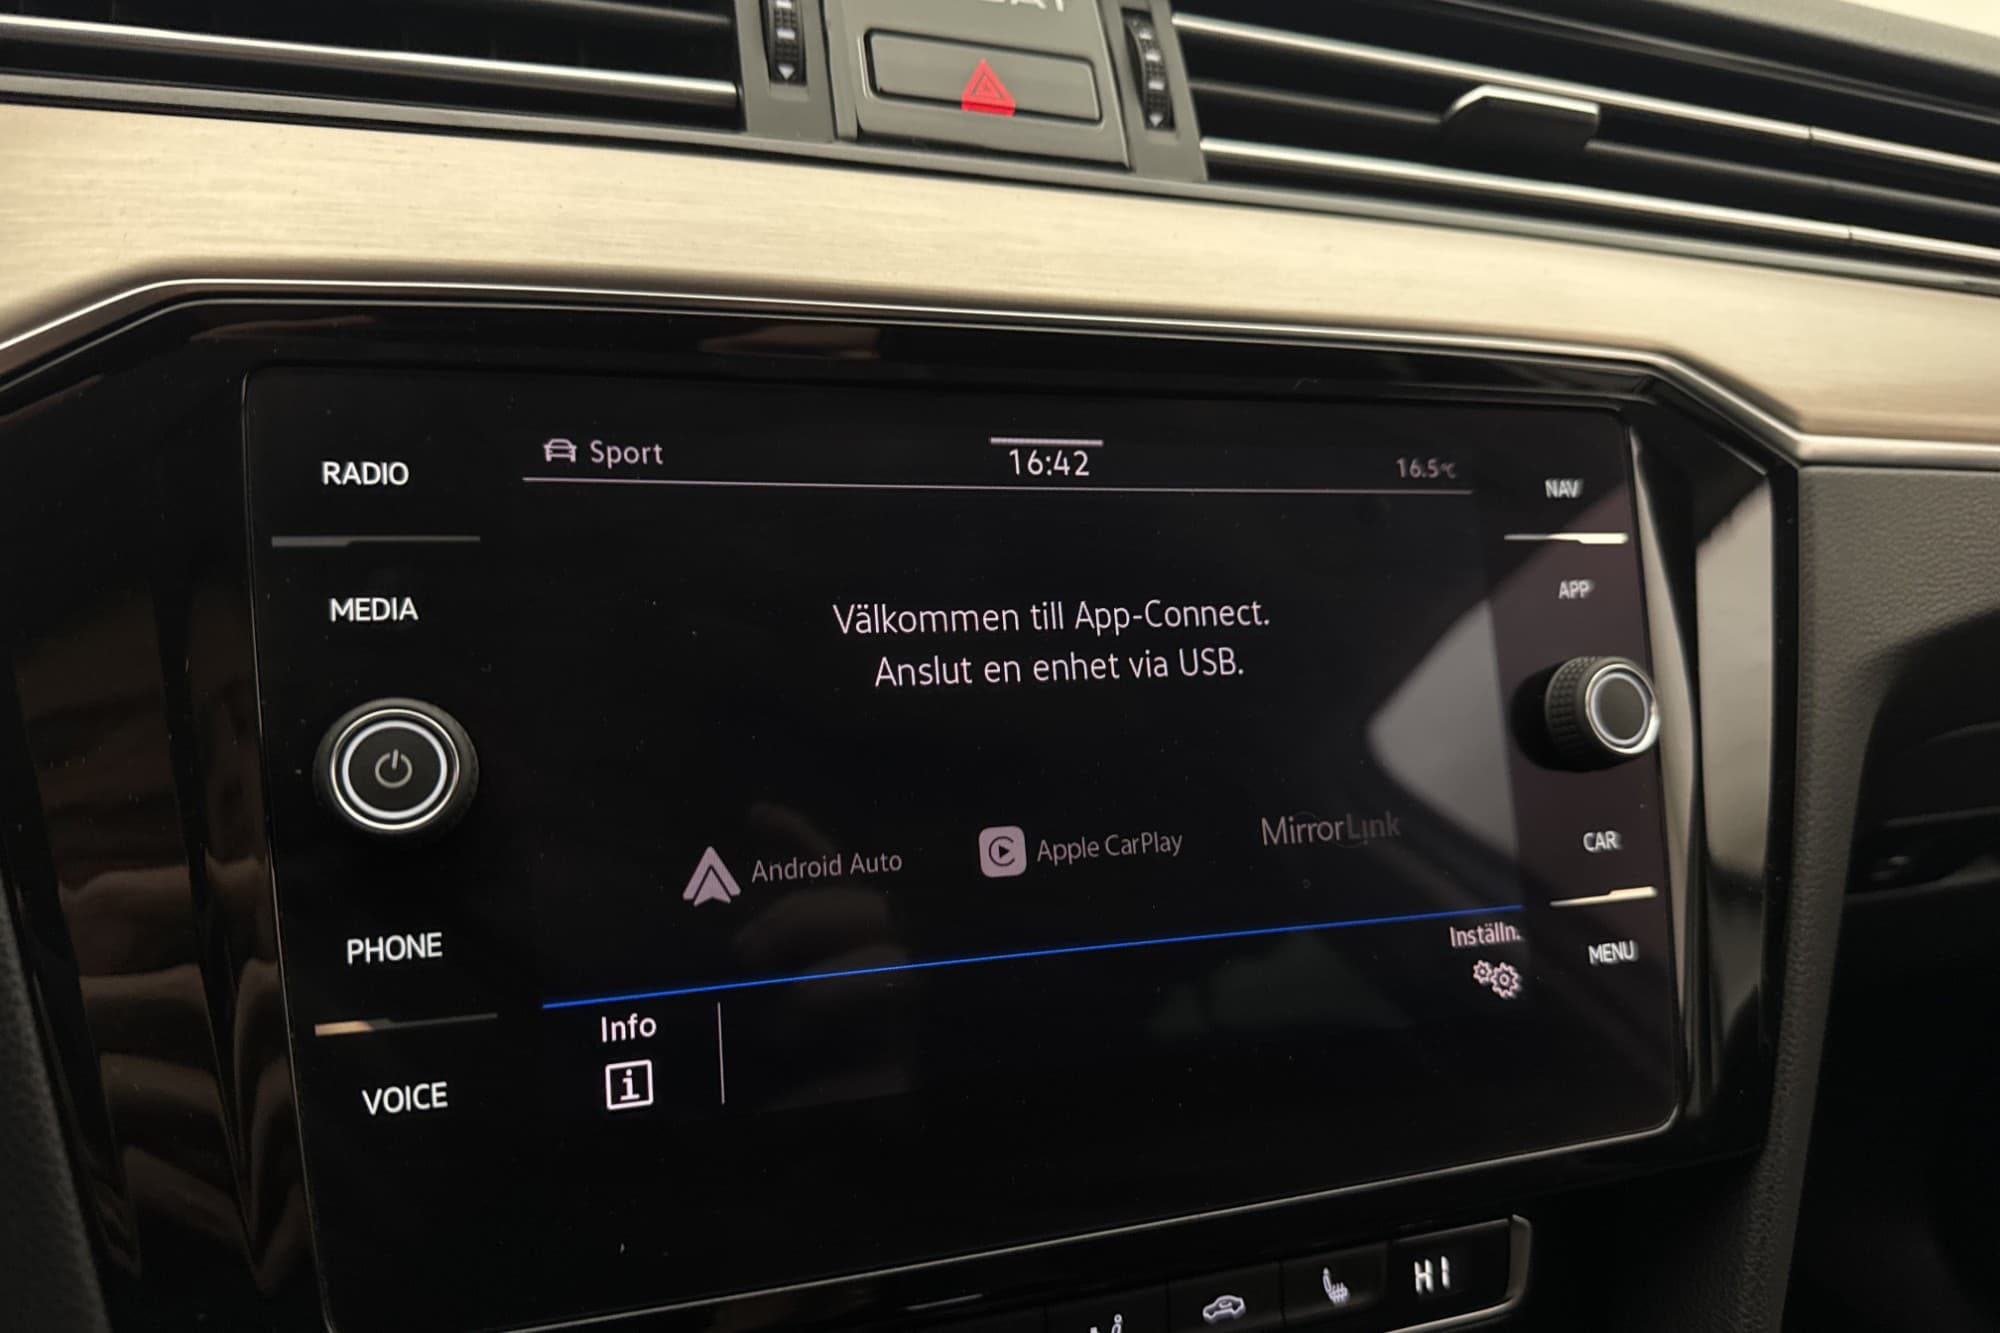 RADIO
MEDIA
PHONE
VOICE
Sport
16:42
16.5°C
Välkommen till App-Connect.
Anslut en enhet via USB.
Android Auto
Apple CarPlay
MirrorLink
Inställn.
Info
i
NAV
APP
CAR
MENU
HI